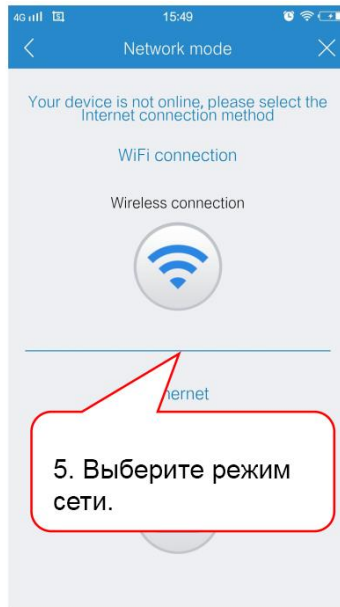 4G 15:49
Network mode
Your device is not online, please select the
Internet connection method
WiFi connection
Wireless connection
ernet
5. Выберите режим
сети.